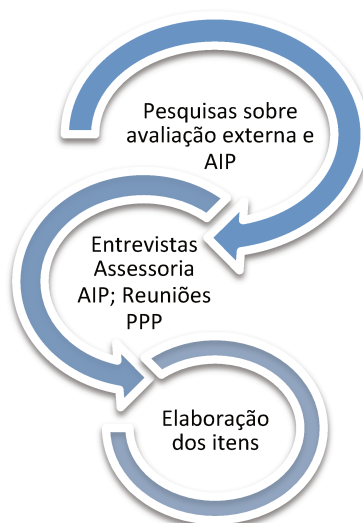 Pesquisas sobre
avaliação externa e
AIP
Entrevistas
Assessoria
AIP; Reuniões
PPP
Elaboração
dos itens